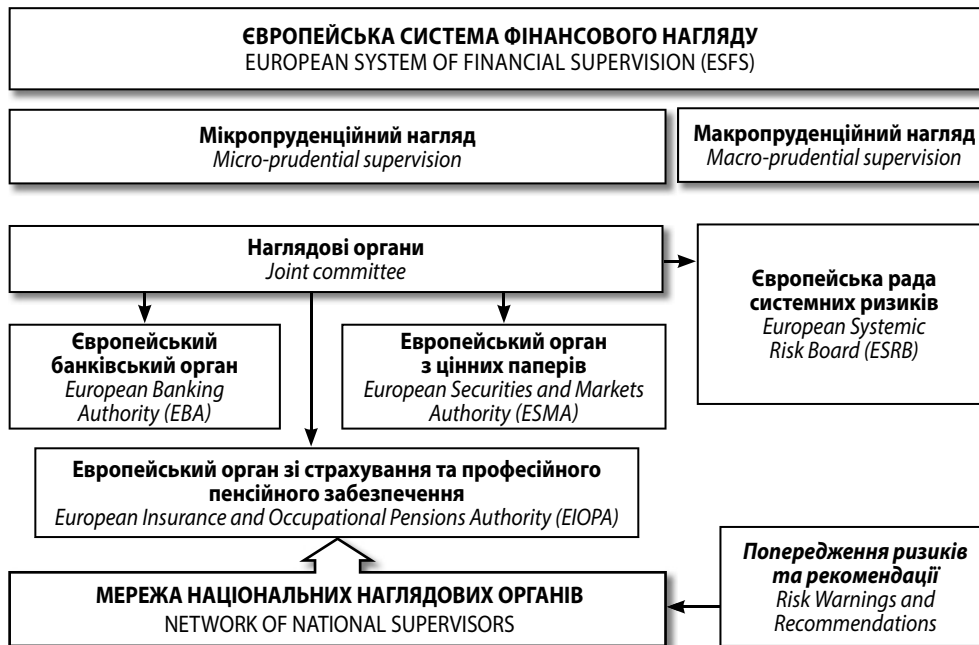 ЄВРОПЕЙСЬКА СИСТЕМА ФІНАНСОВОГО НАГЛЯДУ
EUROPEAN SYSTEM OF FINANCIAL SUPERVISION (ESFS)
Мікропруденційний нагляд
Micro-prudential supervision
Макропруденційний нагляд
Macro-prudential supervision
Наглядові органи
Joint committee
Європейська рада
системних ризиків
European Systemic
Risk Board (ESRB)
Європейський
банківський орган
European Banking
Authority (EBA)
Європейський орган
з цінних паперів
European Securities and Markets
Authority (ESMA)
Європейський орган зі страхування та професійного
пенсійного забезпечення
European Insurance and Occupational Pensions Authority (EIOPA)
МЕРЕЖА НАЦІОНАЛЬНИХ НАГЛЯДОВИХ ОРГАНІВ
NETWORK OF NATIONAL SUPERVISORS
Попередження ризиків
та рекомендації
Risk Warnings and
Recommendations